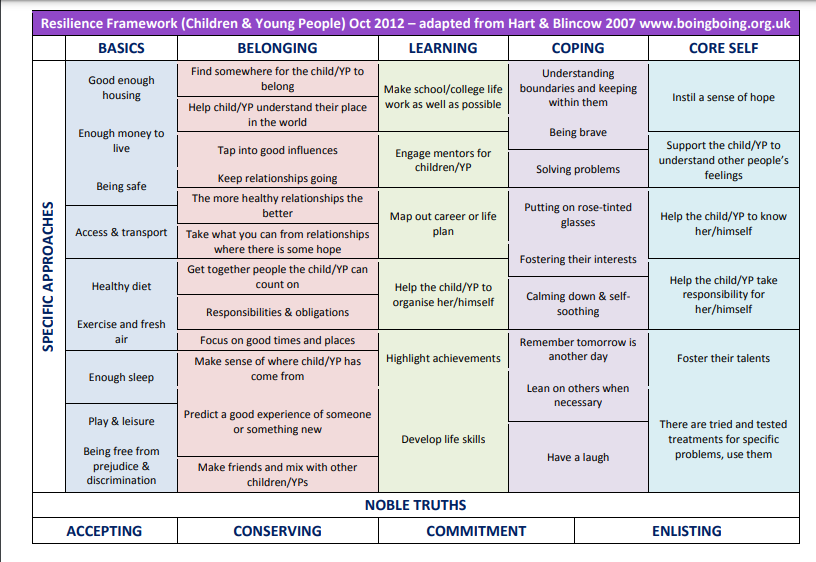 Resilience Framework (Children & Young People) Oct 2012 – adapted from Hart & Blincow 2007 www.boingboing.org.uk
BASICS
BELONGING
LEARNING
COPING
CORE SELF
SPECIFIC APPROACHES
Good enough
housing
Enough money to
live
Being safe
Access & transport
Healthy diet
Exercise and fresh
air
Enough sleep
Play & leisure
Being free from
prejudice &
discrimination
Find somewhere for the child/YP to
belong
Help child/YP understand their place
in the world
Tap into good influences
Keep relationships going
The more healthy relationships the
better
Take what you can from relationships
where there is some hope
Get together people the child/YP can
count on
Responsibilities & obligations
Focus on good times and places
Make sense of where child/YP has
come from
Predict a good experience of someone
or something new
Make friends and mix with other
children/YPs
Make school/college life
work as well as possible
Engage mentors for
children/YP
Map out career or life
plan
Help the child/YP to
organise her/himself
Highlight achievements
Develop life skills
Understanding
boundaries and keeping
within them
Being brave
Solving problems
Putting on rose-tinted
glasses
Fostering their interests
Calming down & self-
soothing
Remember tomorrow is
another day
Lean on others when
necessary
Have a laugh
Instil a sense of hope
Support the child/YP to
understand other people's
feelings
Help the child/YP to know
her/himself
Help the child/YP take
responsibility for
her/himself
Foster their talents
There are tried and tested
treatments for specific
problems, use them
NOBLE TRUTHS
ACCEPTING
CONSERVING
COMMITMENT
ENLISTING